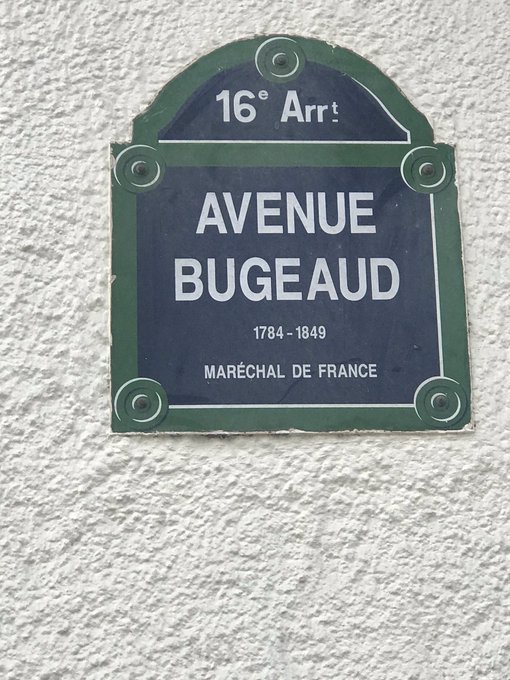 16e Arrt
AVENUE
BUGEAUD
1784-1849
MARÉCHAL DE FRANCE